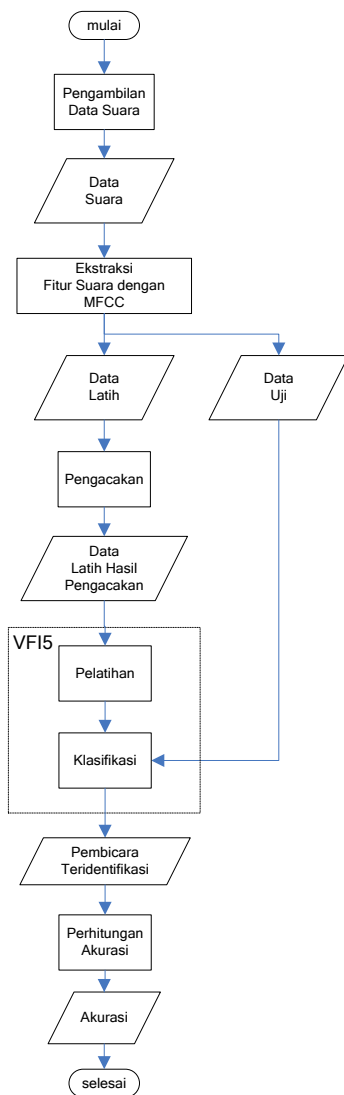 mulai
Pengambilan
Data Suara
Data
Suara
Ekstraksi
Fitur Suara dengan
MFCC
Data
Latih
Data
Uji
Pengacakan
Data
Latih Hasil
Pengacakan
VFI5
Pelatihan
Klasifikasi
Pembicara
Teridentifikasi
Perhitungan
Akurasi
Akurasi
selesai